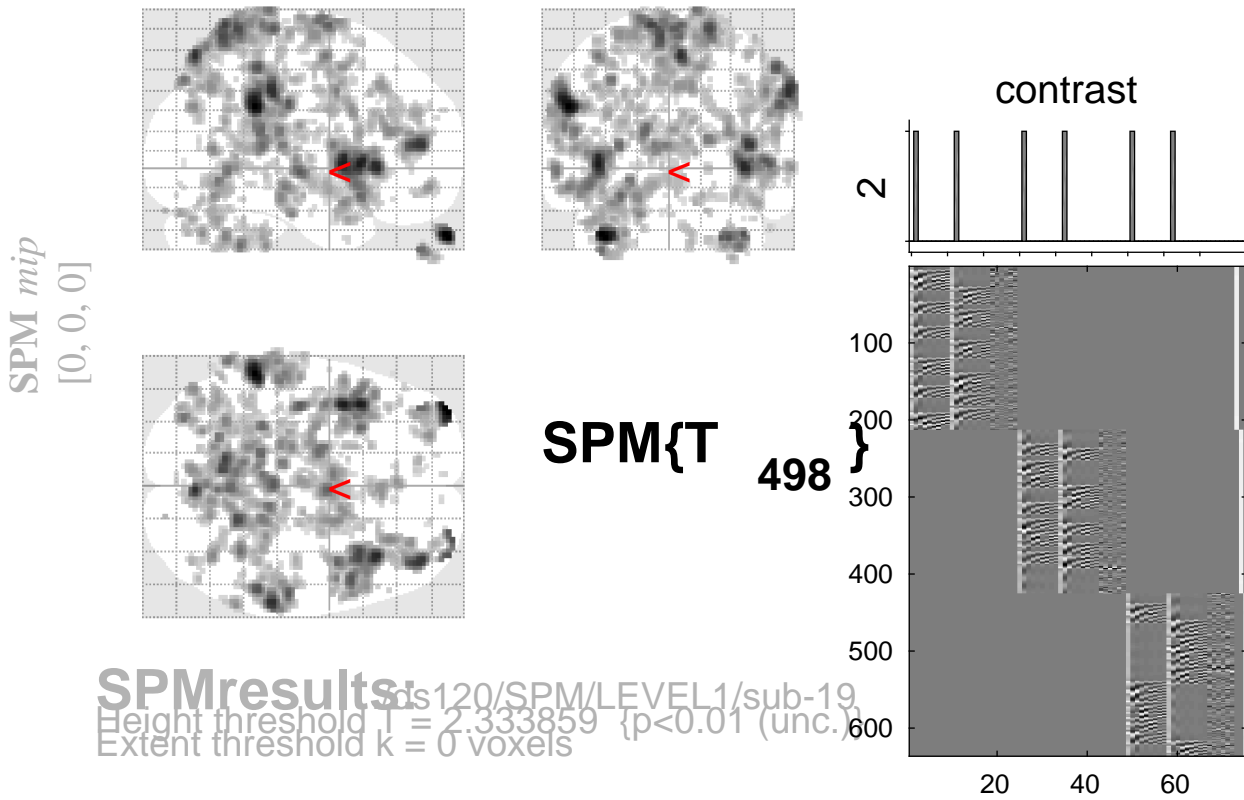 SPM mip
[0, 0, 0]
<
<
<
SPM{T498}
contrast
2
100
200
300
400
500
600
20 40 60
SPMresults: /ds120/SPM/LEVEL1/sub-19
Height threshold T = 2.333859 {p<0.01 (unc.)}
Extent threshold k = 0 voxels